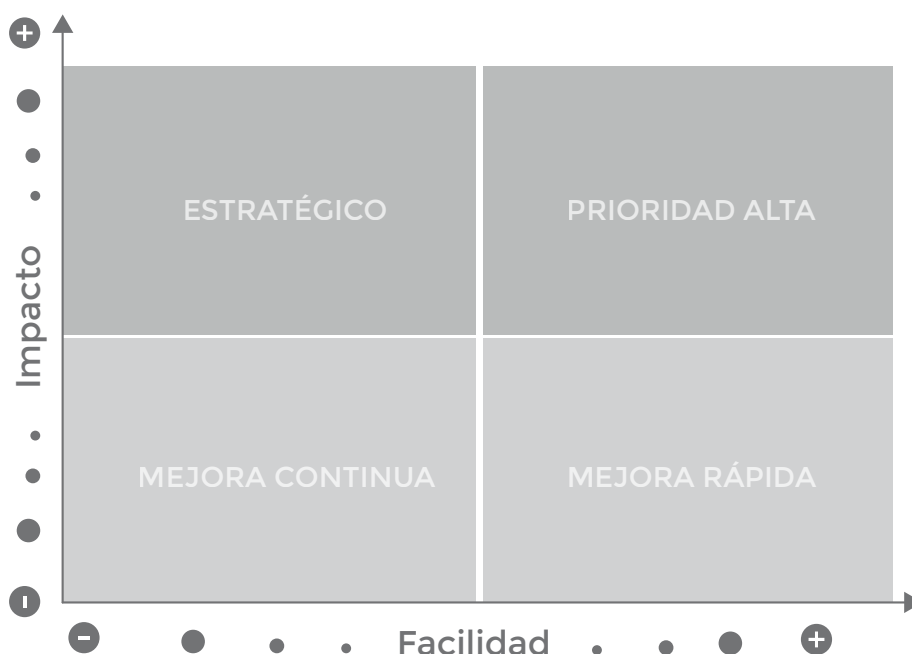 ESTRATÉGICO
PRIORIDAD ALTA
Impacto
MEJORA CONTINUA
MEJORA RÁPIDA
Facilidad